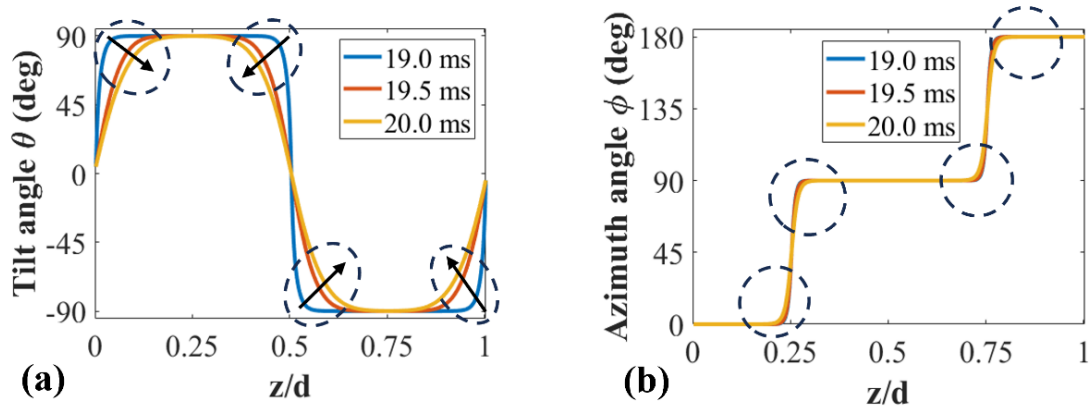 Tilt angle θ (deg)
90
45
0
-45
-90
19.0 ms
19.5 ms
20.0 ms
0 0.25 0.5 0.75 1
z/d
(a)
Azimuth angle ϕ (deg)
180
135
90
45
0
19.0 ms
19.5 ms
20.0 ms
0 0.25 0.5 0.75 1
z/d
(b)